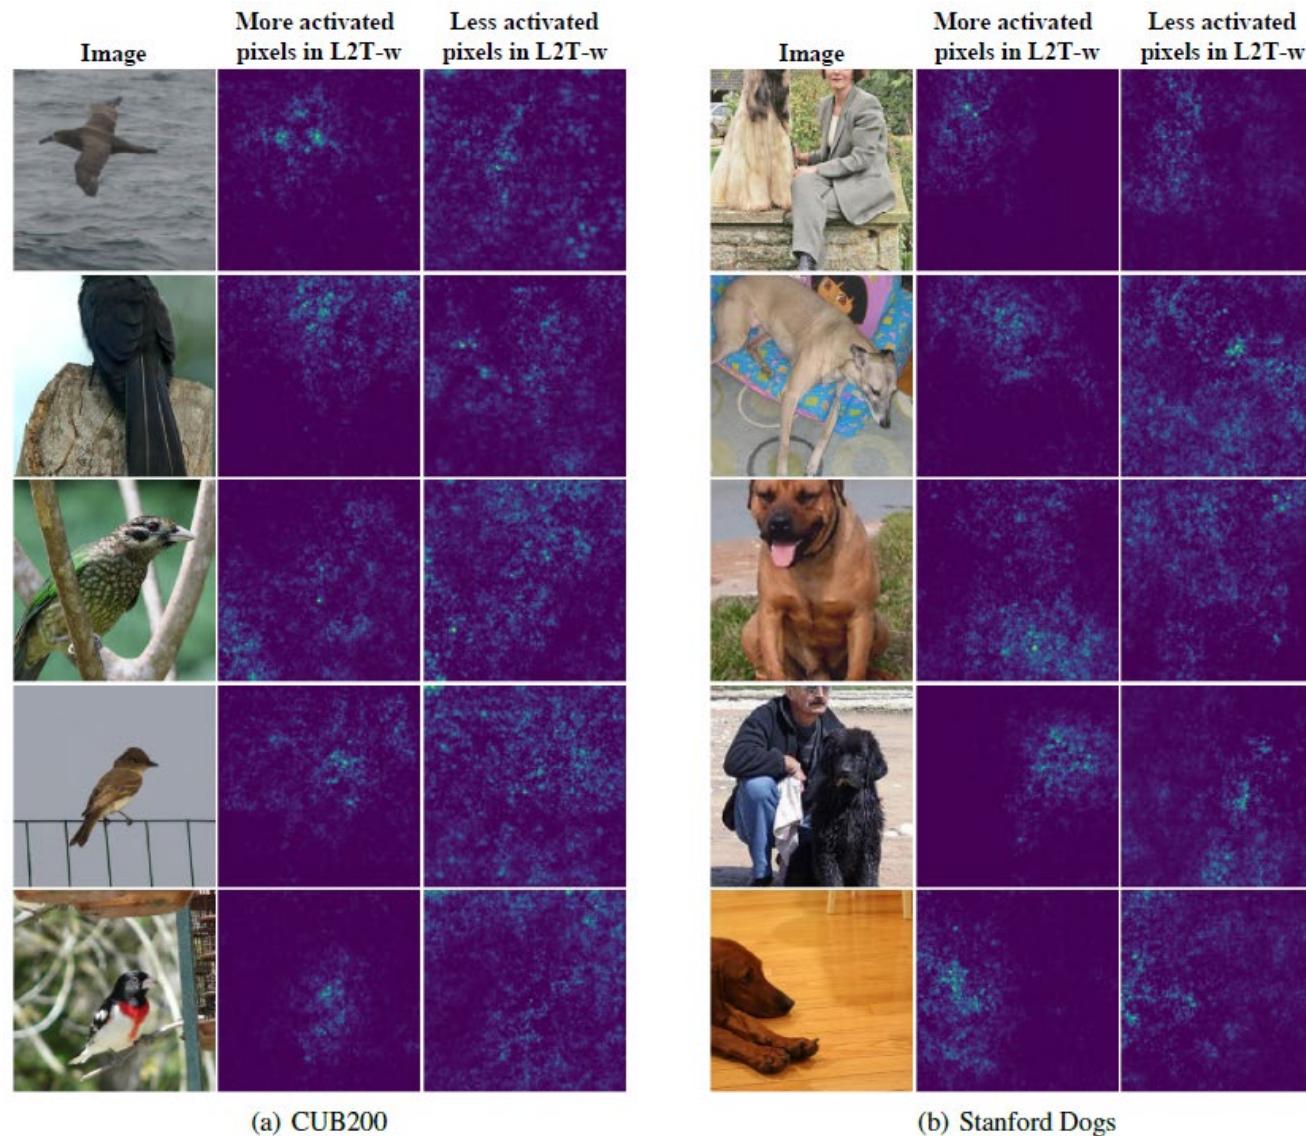 Image
More activated
pixels in L2T-w
Less activated
pixels in L2T-w
Image
More activated
pixels in L2T-w
Less activated
pixels in L2T-w
(a) CUB200
(b) Stanford Dogs